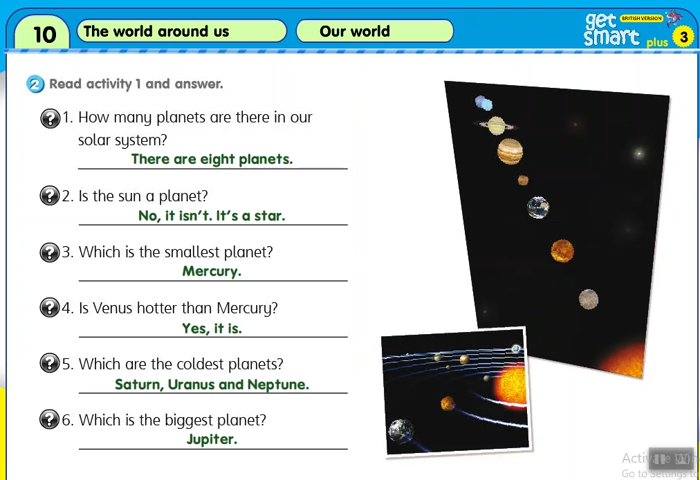 10 The world around us Our world
get smart plus 3
BRITISH VERSION
2 Read activity 1 and answer.
1. How many planets are there in our
solar system?
There are eight planets.
2. Is the sun a planet?
No, it isn't. It's a star.
3. Which is the smallest planet?
Mercury.
4. Is Venus hotter than Mercury?
Yes, it is.
5. Which are the coldest planets?
Saturn, Uranus and Neptune.
6. Which is the biggest planet?
Jupiter.
Go to Settings